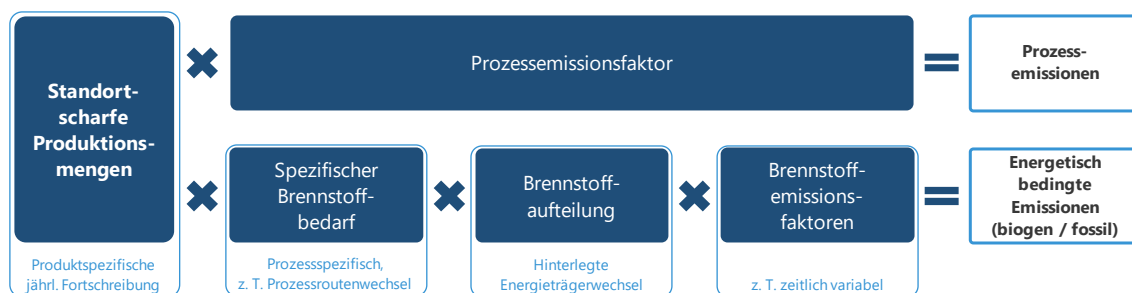 Standort-
scharfe
Produktions-
mengen
Produktspezifische
jährl. Fortschreibung
Prozessemissionsfaktor
Prozess-
emissionen
Spezifischer
Brennstoff-
bedarf
Prozessspezifisch,
z. T. Prozessroutenwechsel
Brennstoff-
aufteilung
Hinterlegte
Energieträgerwechsel
Brennstoff-
emissions-
faktoren
z. T. zeitlich variabel
Energetisch
bedingte
Emissionen
(biogen / fossil)